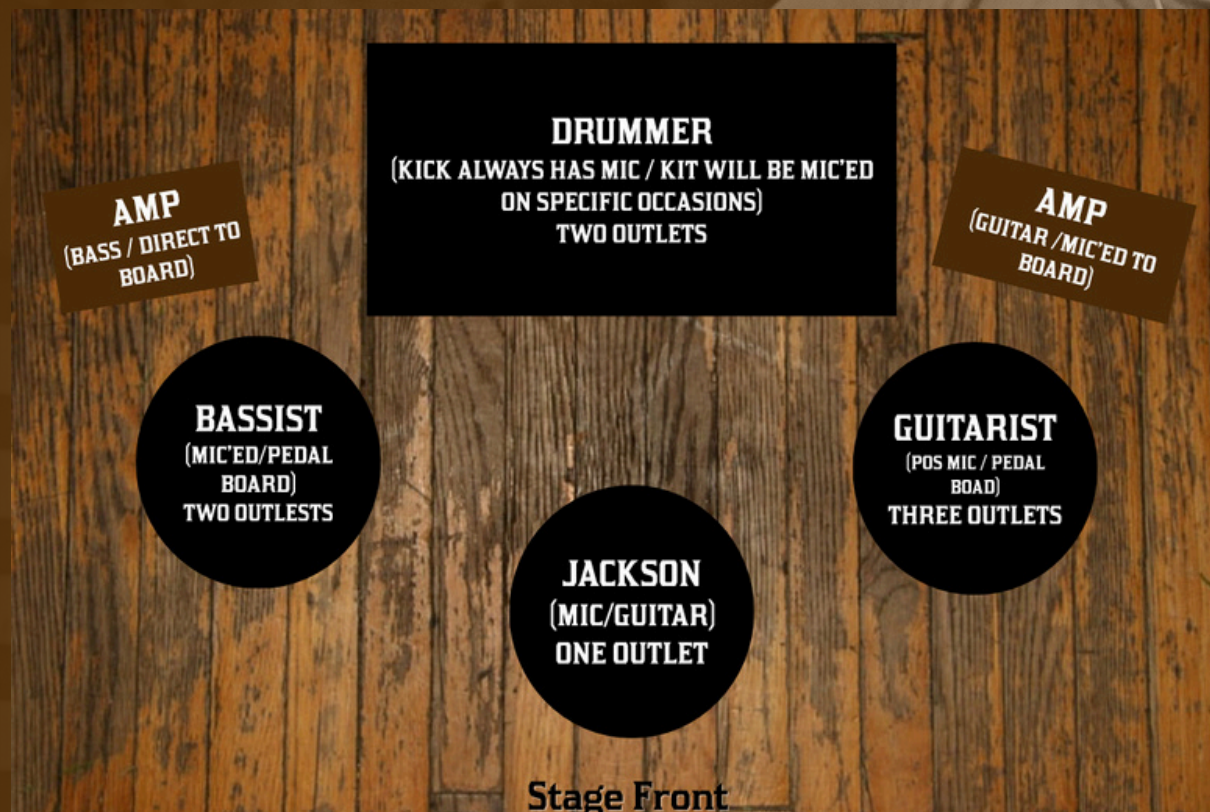 DRUMMER
(KICK ALWAYS HAS MIC / KIT WILL BE MIC'ED
ON SPECIFIC OCCASIONS)
TWO OUTLETS
AMP
(BASS / DIRECT TO
BOARD)
AMP
(GUITAR /MIC'ED TO
BOARD)
BASSIST
(MIC'ED/PEDAL
BOARD)
TWO OUTLESTS
GUITARIST
(POS MIC / PEDAL
BOAD)
THREE OUTLETS
JACKSON
(MIC/GUITAR)
ONE OUTLET
Stage Front